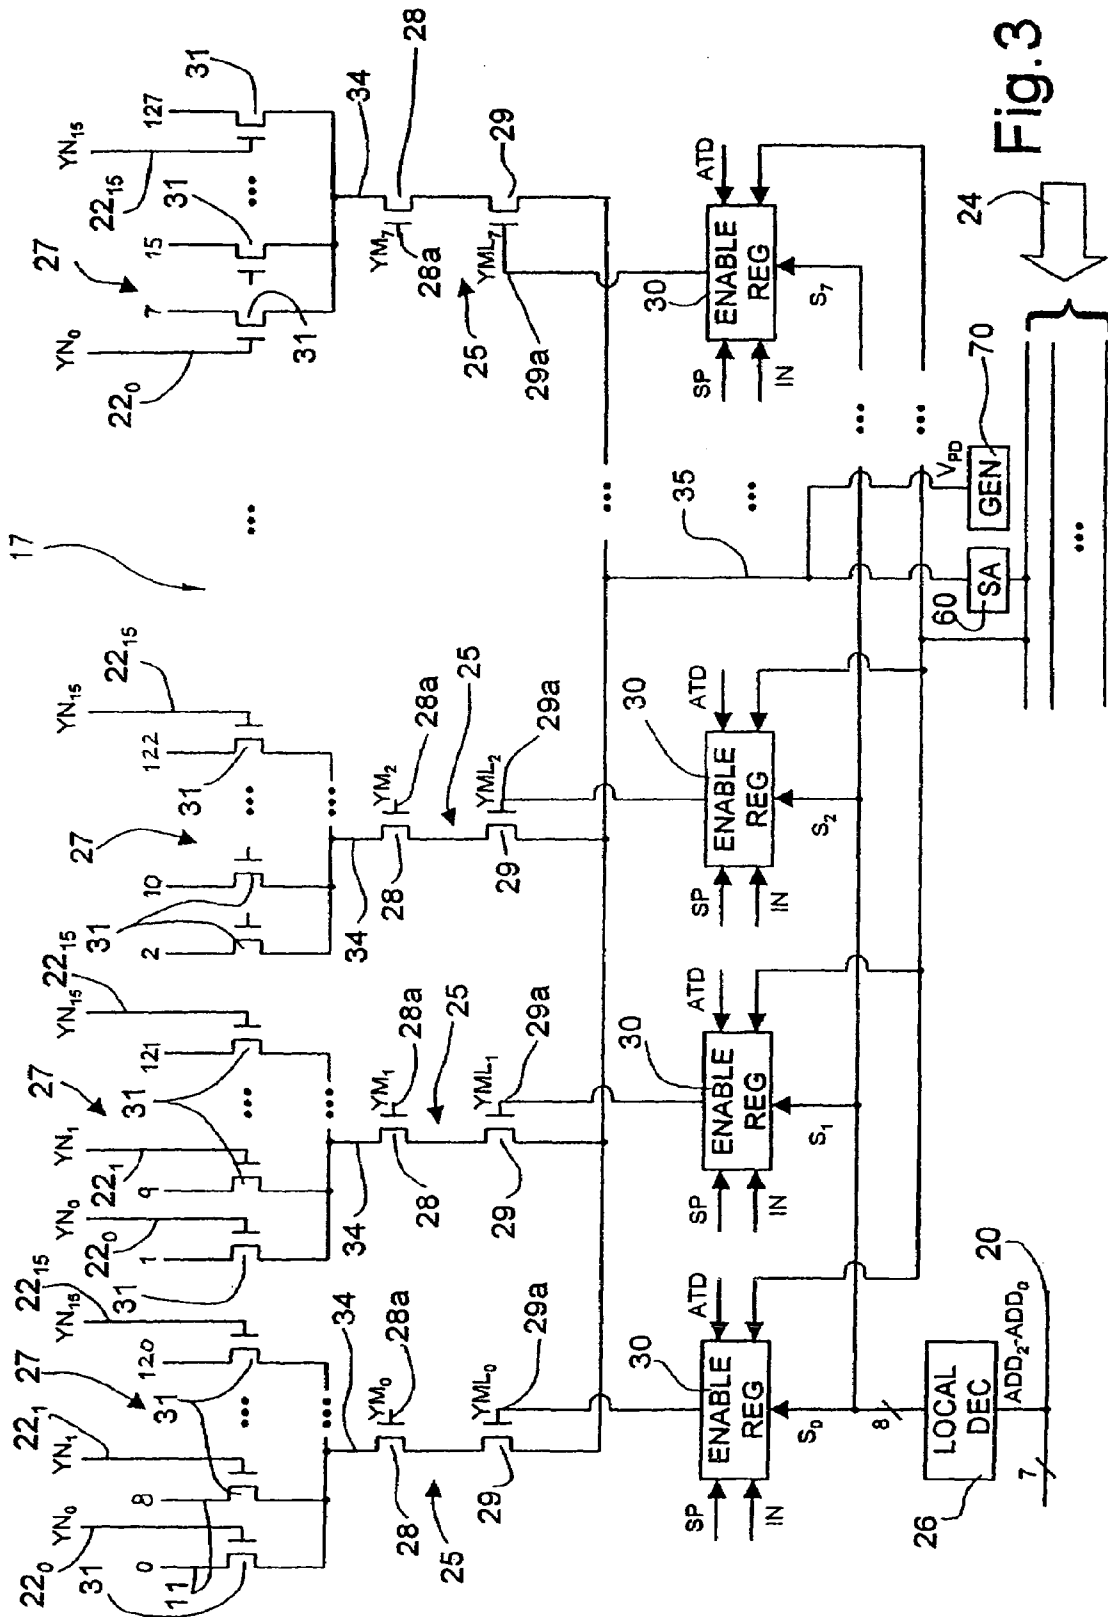 17
27 27 27 27
22₀ 22₁ 22₁₅ 22₀ 22₁ 22₁₅ 22₁₅ 22₀ 22₁₅
YN₀ YN₁ YN₁₅ YN₀ YN₁ YN₁₅ YN₁₅ YN₀ YN₁₅
0 8 120 1 9 121 2 10 122 7 15 127
11
31 31 31 31 31 31 31 31 31
... ... ... ... ...
34 34 34 34
28 YM₀ 28a 28 YM₁ 28a 28 YM₂ 28a YM₇ 28a 28
25 25 25 25
29 YML₀ 29a 29 YML₁ 29a 29 YML₂ 29a YML₇ 29a 29
...
35
30 30 30 ... 30
SP ENABLE REG ATD
IN
S₀
SP ENABLE REG ATD
IN
S₁
SP ENABLE REG ATD
IN
S₂
SP ENABLE REG ATD
IN
S₇
8
...
...
LOCAL DEC
26
ADD₂-ADD₀
7
20
60
SA
V_PD
GEN
70
24
...
Fig.3